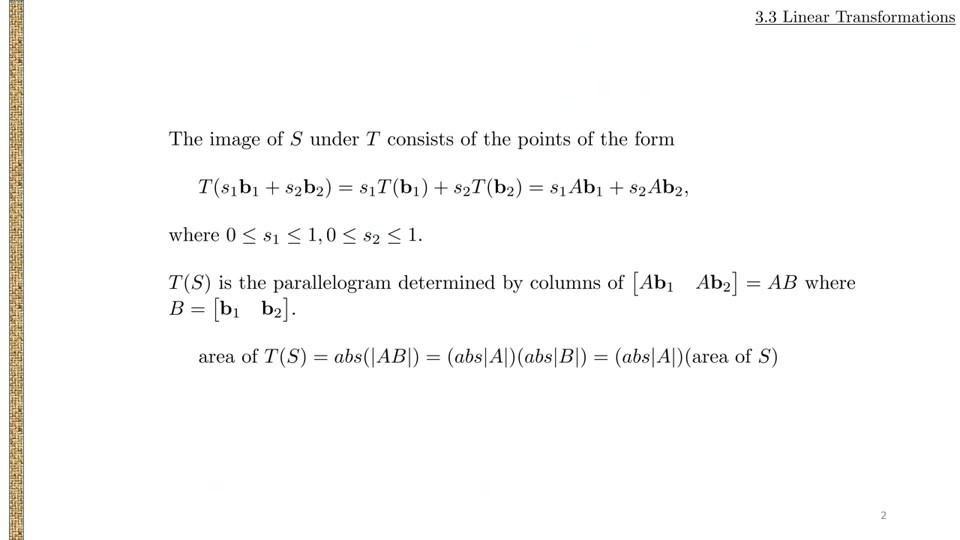 3.3 Linear Transformations
The image of S under T consists of the points of the form
T(s₁b₁ + s₂b₂) = s₁T(b₁) + s₂T(b₂) = s₁Ab₁ + s₂Ab₂,
where 0 ≤ s₁ ≤ 1, 0 ≤ s₂ ≤ 1.
T(S) is the parallelogram determined by columns of [Ab₁ Ab₂] = AB where
B = [b₁ b₂].
area of T(S) = abs(|AB|) = (abs|A|)(abs|B|) = (abs|A|)(area of S)
2